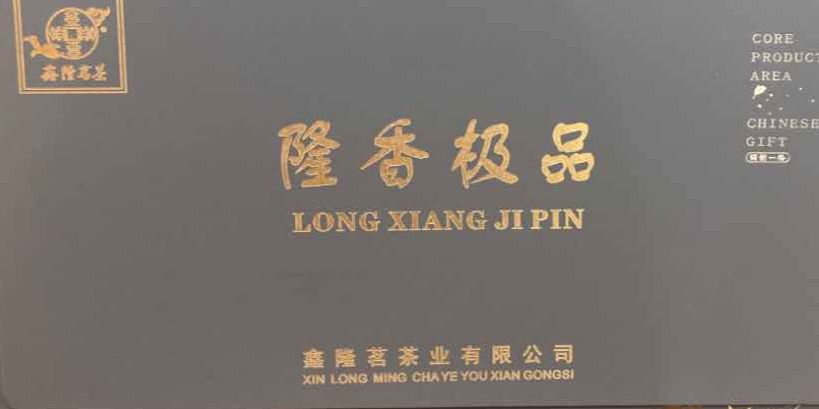 鑫隆茗茶
隆香极品
LONG XIANG JI PIN
鑫隆茗茶业有限公司
XIN LONG MING CHA YE YOU XIAN GONGSI
CORE
PRODUCT
AREA
CHINESE
GIFT